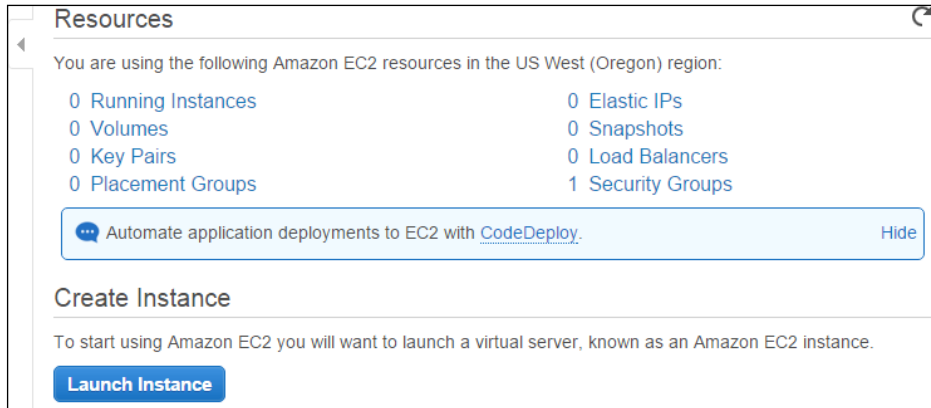 Resources
You are using the following Amazon EC2 resources in the US West (Oregon) region:
0 Running Instances
0 Elastic IPs
0 Volumes
0 Snapshots
0 Key Pairs
0 Load Balancers
0 Placement Groups
1 Security Groups
Automate application deployments to EC2 with CodeDeploy.
Hide
Create Instance
To start using Amazon EC2 you will want to launch a virtual server, known as an Amazon EC2 instance.
Launch Instance